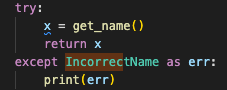 try:
    x = get_name()
    return x
except IncorrectName as err:
    print(err)